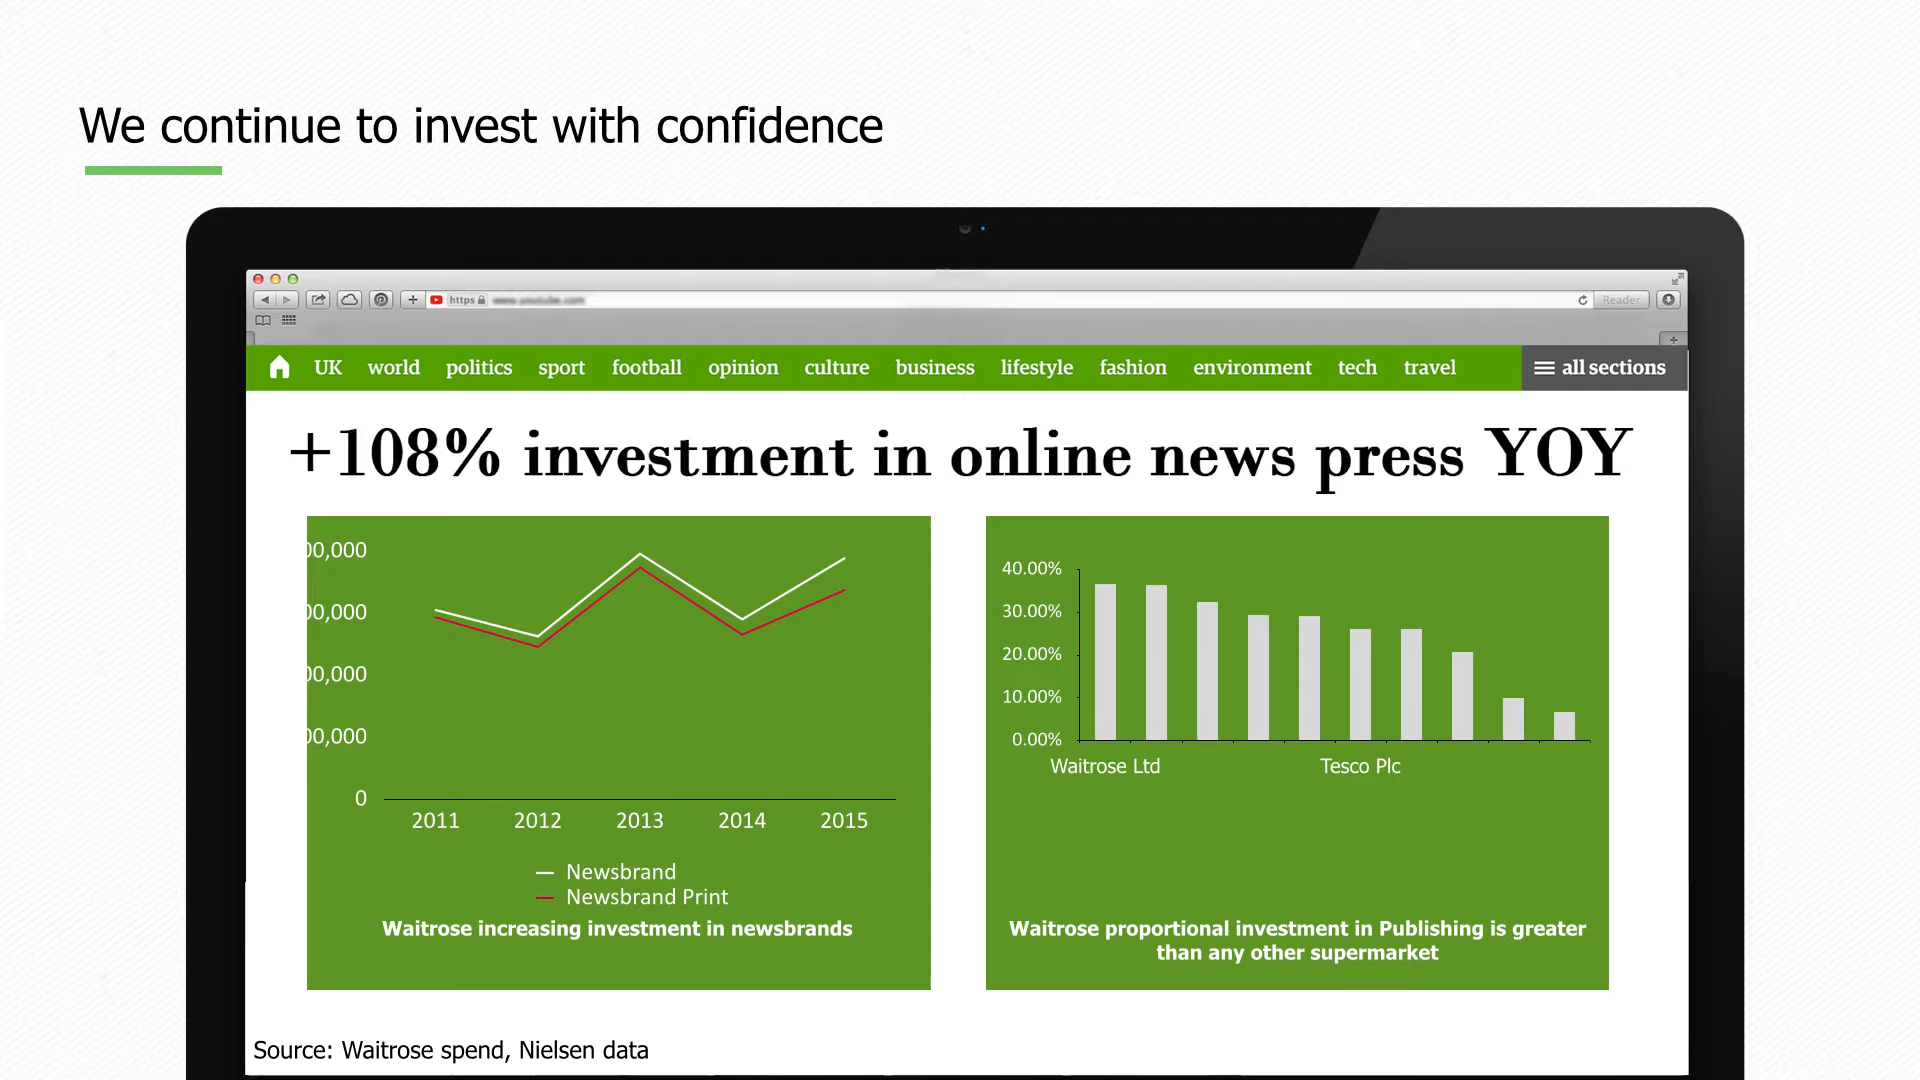 We continue to invest with confidence
https
Reader
UK world politics sport football opinion culture business lifestyle fashion environment tech travel all sections
+108% investment in online news press YOY
00,000
00,000
00,000
00,000
0
2011 2012 2013 2014 2015
Newsbrand
Newsbrand Print
Waitrose increasing investment in newsbrands
40.00%
30.00%
20.00%
10.00%
0.00%
Waitrose Ltd Tesco Plc
Waitrose proportional investment in Publishing is greater
than any other supermarket
Source: Waitrose spend, Nielsen data